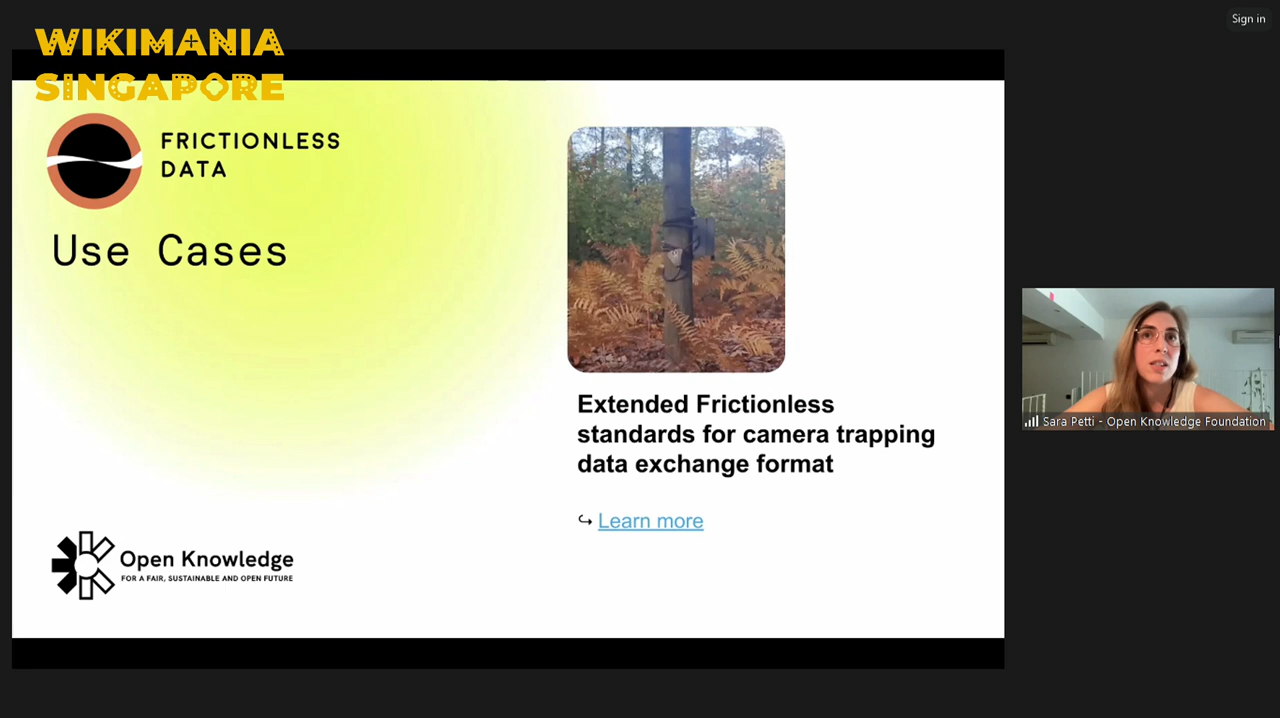 Sign in
WIKIMANIA
SINGAPORE
FRICTIONLESS
DATA
Use Cases
Extended Frictionless
standards for camera trapping
data exchange format
↪ Learn more
Open Knowledge
FOR A FAIR, SUSTAINABLE AND OPEN FUTURE
Sara Petti - Open Knowledge Foundation